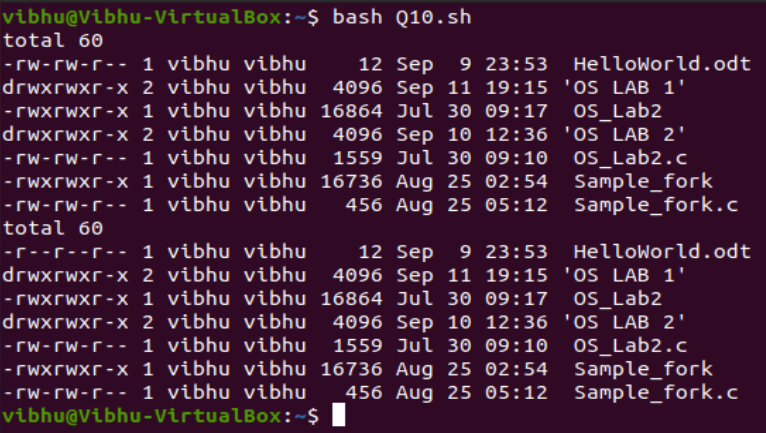 vibhu@Vibhu-VirtualBox:~$ bash Q10.sh
total 60
-rw-rw-r-- 1 vibhu vibhu    12 Sep  9 23:53  HelloWorld.odt
drwxrwxr-x 2 vibhu vibhu  4096 Sep 11 19:15 'OS LAB 1'
-rwxrwxr-x 1 vibhu vibhu 16864 Jul 30 09:17  OS_Lab2
drwxrwxr-x 2 vibhu vibhu  4096 Sep 10 12:36 'OS LAB 2'
-rw-rw-r-- 1 vibhu vibhu  1559 Jul 30 09:10  OS_Lab2.c
-rwxrwxr-x 1 vibhu vibhu 16736 Aug 25 02:54  Sample_fork
-rw-rw-r-- 1 vibhu vibhu   456 Aug 25 05:12  Sample_fork.c
total 60
-r--r--r-- 1 vibhu vibhu    12 Sep  9 23:53  HelloWorld.odt
drwxrwxr-x 2 vibhu vibhu  4096 Sep 11 19:15 'OS LAB 1'
-rwxrwxr-x 1 vibhu vibhu 16864 Jul 30 09:17  OS_Lab2
drwxrwxr-x 2 vibhu vibhu  4096 Sep 10 12:36 'OS LAB 2'
-rw-rw-r-- 1 vibhu vibhu  1559 Jul 30 09:10  OS_Lab2.c
-rwxrwxr-x 1 vibhu vibhu 16736 Aug 25 02:54  Sample_fork
-rw-rw-r-- 1 vibhu vibhu   456 Aug 25 05:12  Sample_fork.c
vibhu@Vibhu-VirtualBox:~$